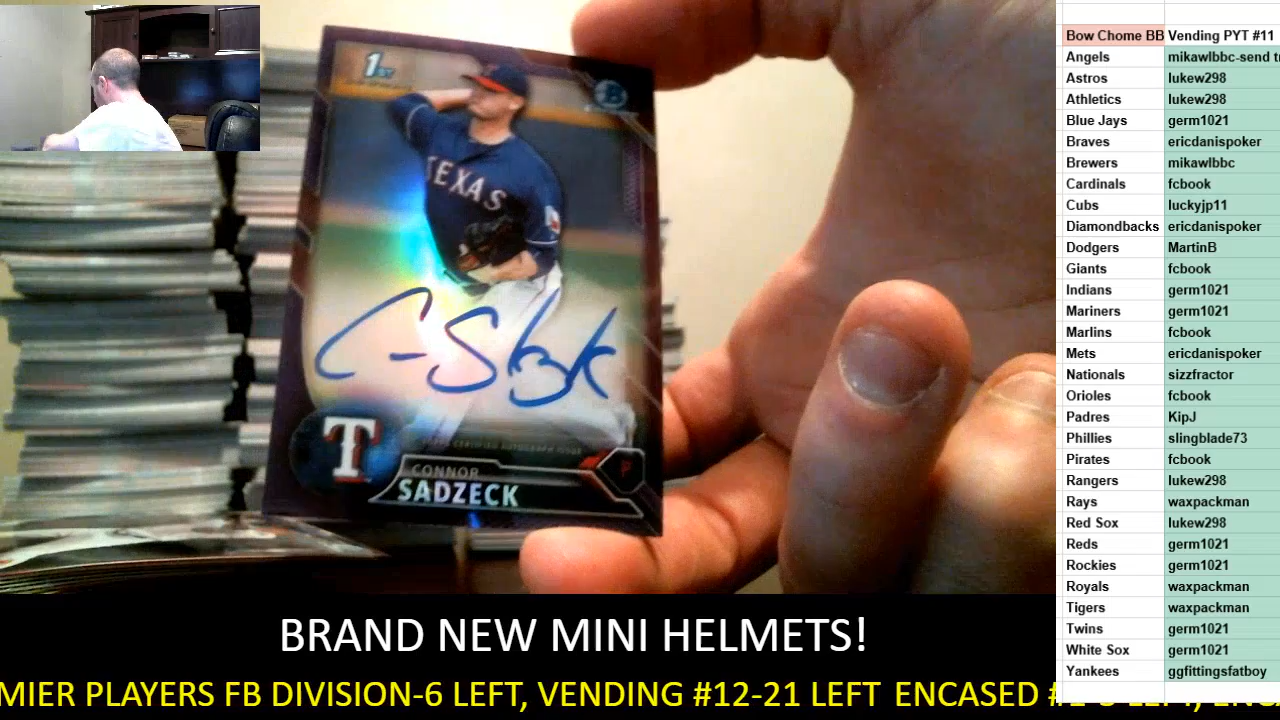 1ST
TEXAS
T
CONNOR
SADZECK
P
BRAND NEW MINI HELMETS!
MIER PLAYERS FB DIVISION-6 LEFT, VENDING #12-21 LEFT ENCASED #
Bow Chome BB Vending PYT #11
Angels mikawlbbc-send t
Astros lukew298
Athletics lukew298
Blue Jays germ1021
Braves ericdanispoker
Brewers mikawlbbc
Cardinals fcbook
Cubs luckyjp11
Diamondbacks ericdanispoker
Dodgers MartinB
Giants fcbook
Indians germ1021
Mariners germ1021
Marlins fcbook
Mets ericdanispoker
Nationals sizzfractor
Orioles fcbook
Padres KipJ
Phillies slingblade73
Pirates fcbook
Rangers lukew298
Rays waxpackman
Red Sox lukew298
Reds germ1021
Rockies germ1021
Royals waxpackman
Tigers waxpackman
Twins germ1021
White Sox germ1021
Yankees ggfittingsfatboy